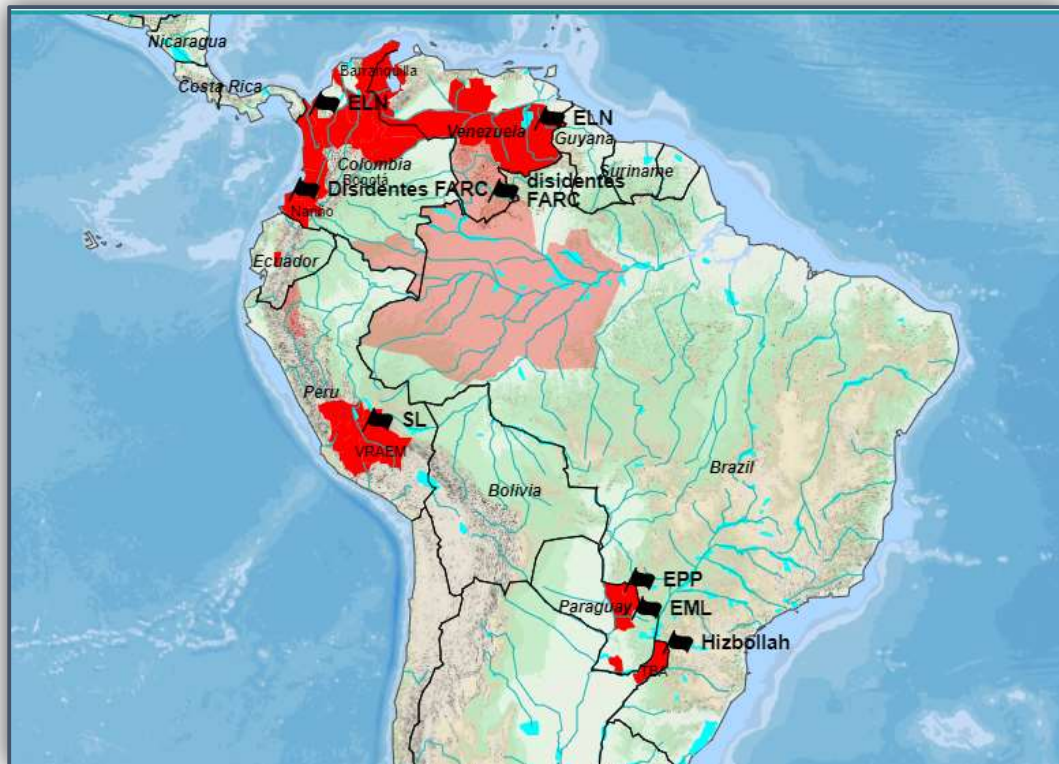 Nicaragua
Costa Rica
Barranquilla
ELN
ELN
Venezuela
Guyana
Suriname
Colombia
Bogotá
Disidentes FARC
disidentes
FARC
Nariño
Ecuador
Peru
SL
VRAEM
Brazil
Bolivia
EPP
Paraguay
EML
Hizbollah
TBA